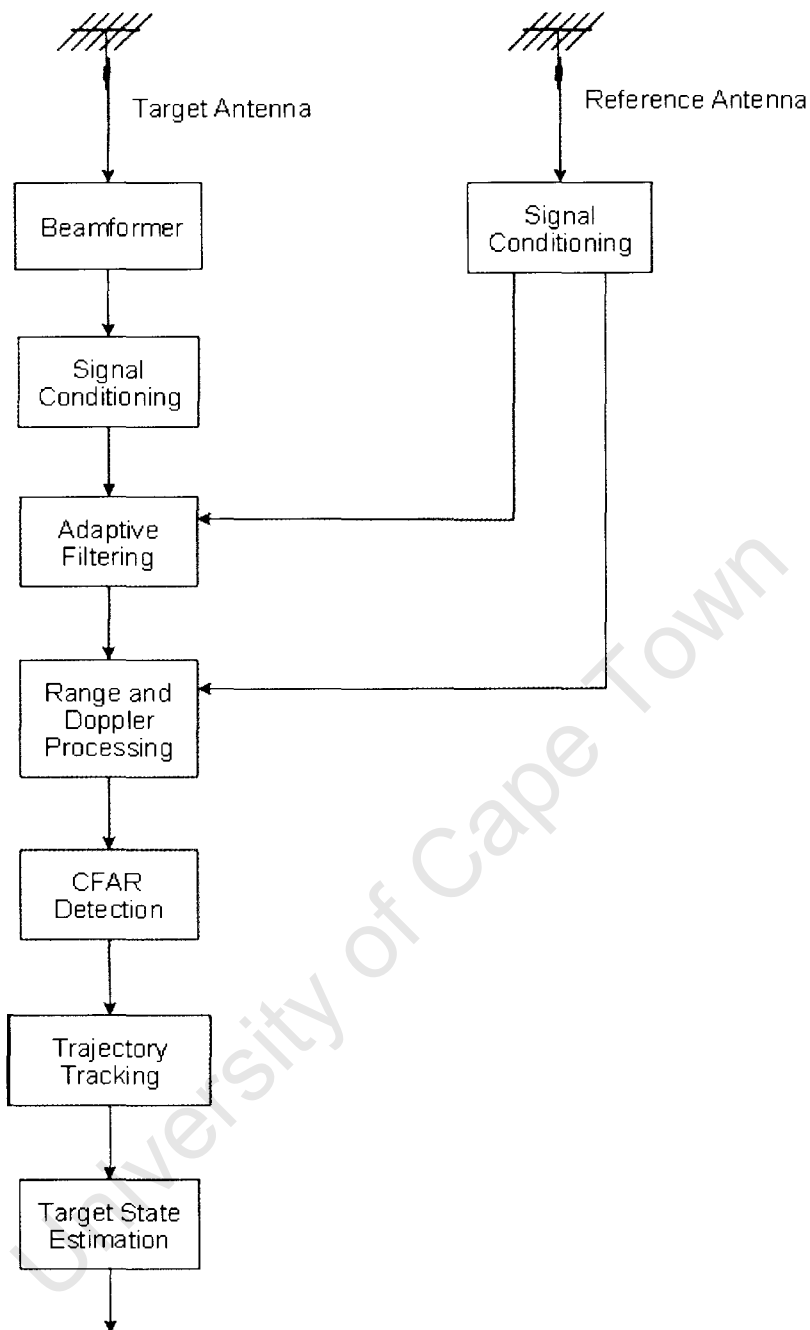 Target Antenna
Reference Antenna
Beamformer
Signal
Conditioning
Signal
Conditioning
Adaptive
Filtering
Range and
Doppler
Processing
CFAR
Detection
Trajectory
Tracking
Target State
Estimation
University of Cape Town